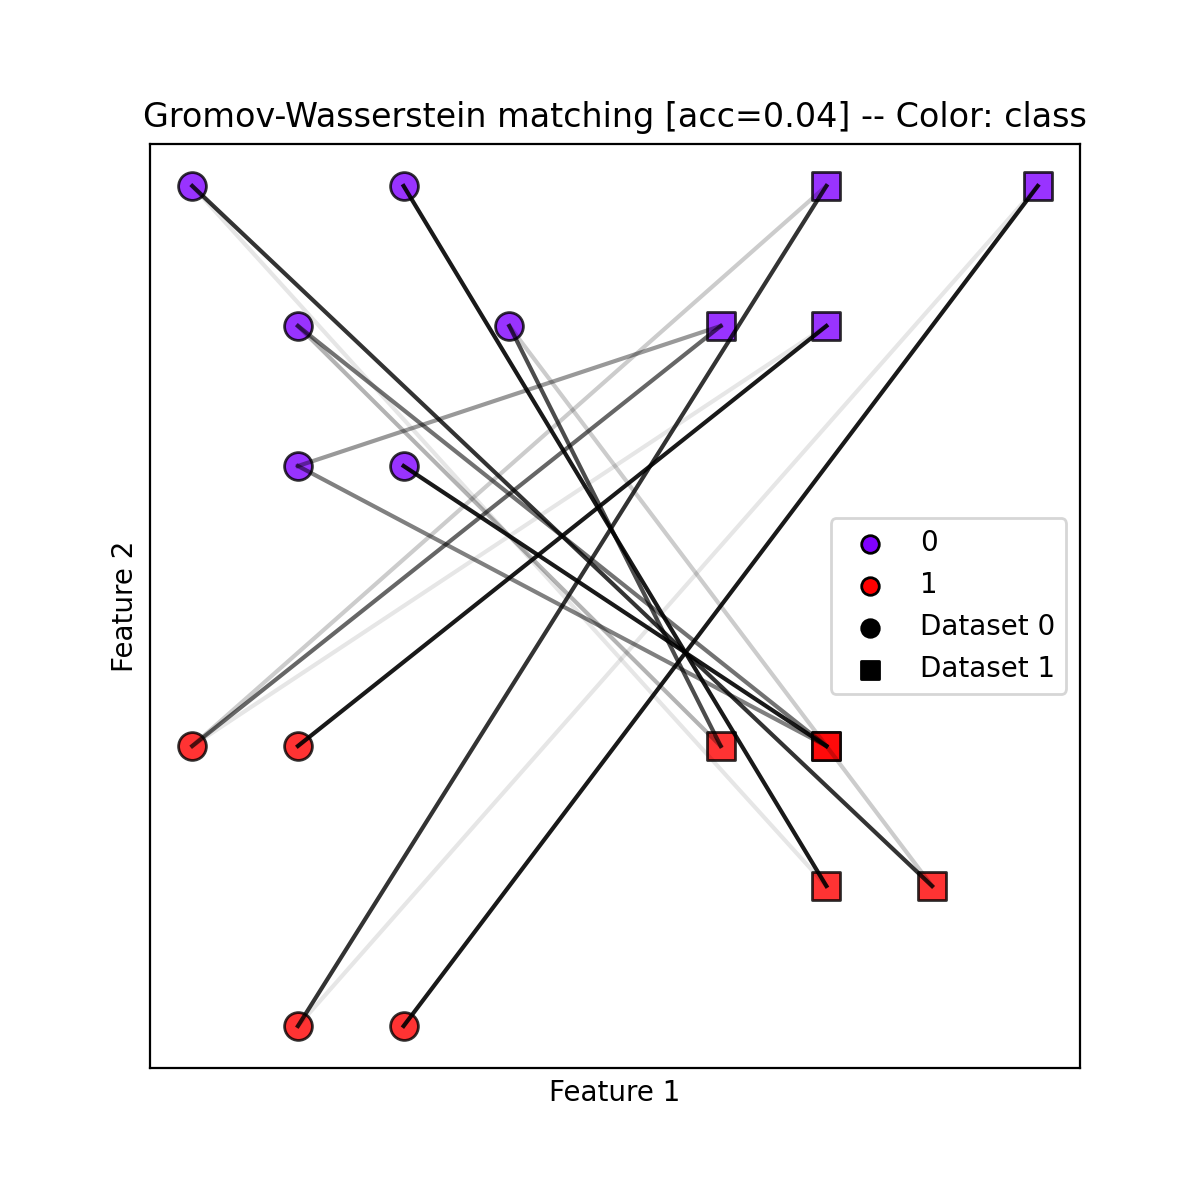 Gromov-Wasserstein matching [acc=0.04] -- Color: class
Feature 2
0
1
Dataset 0
Dataset 1
Feature 1